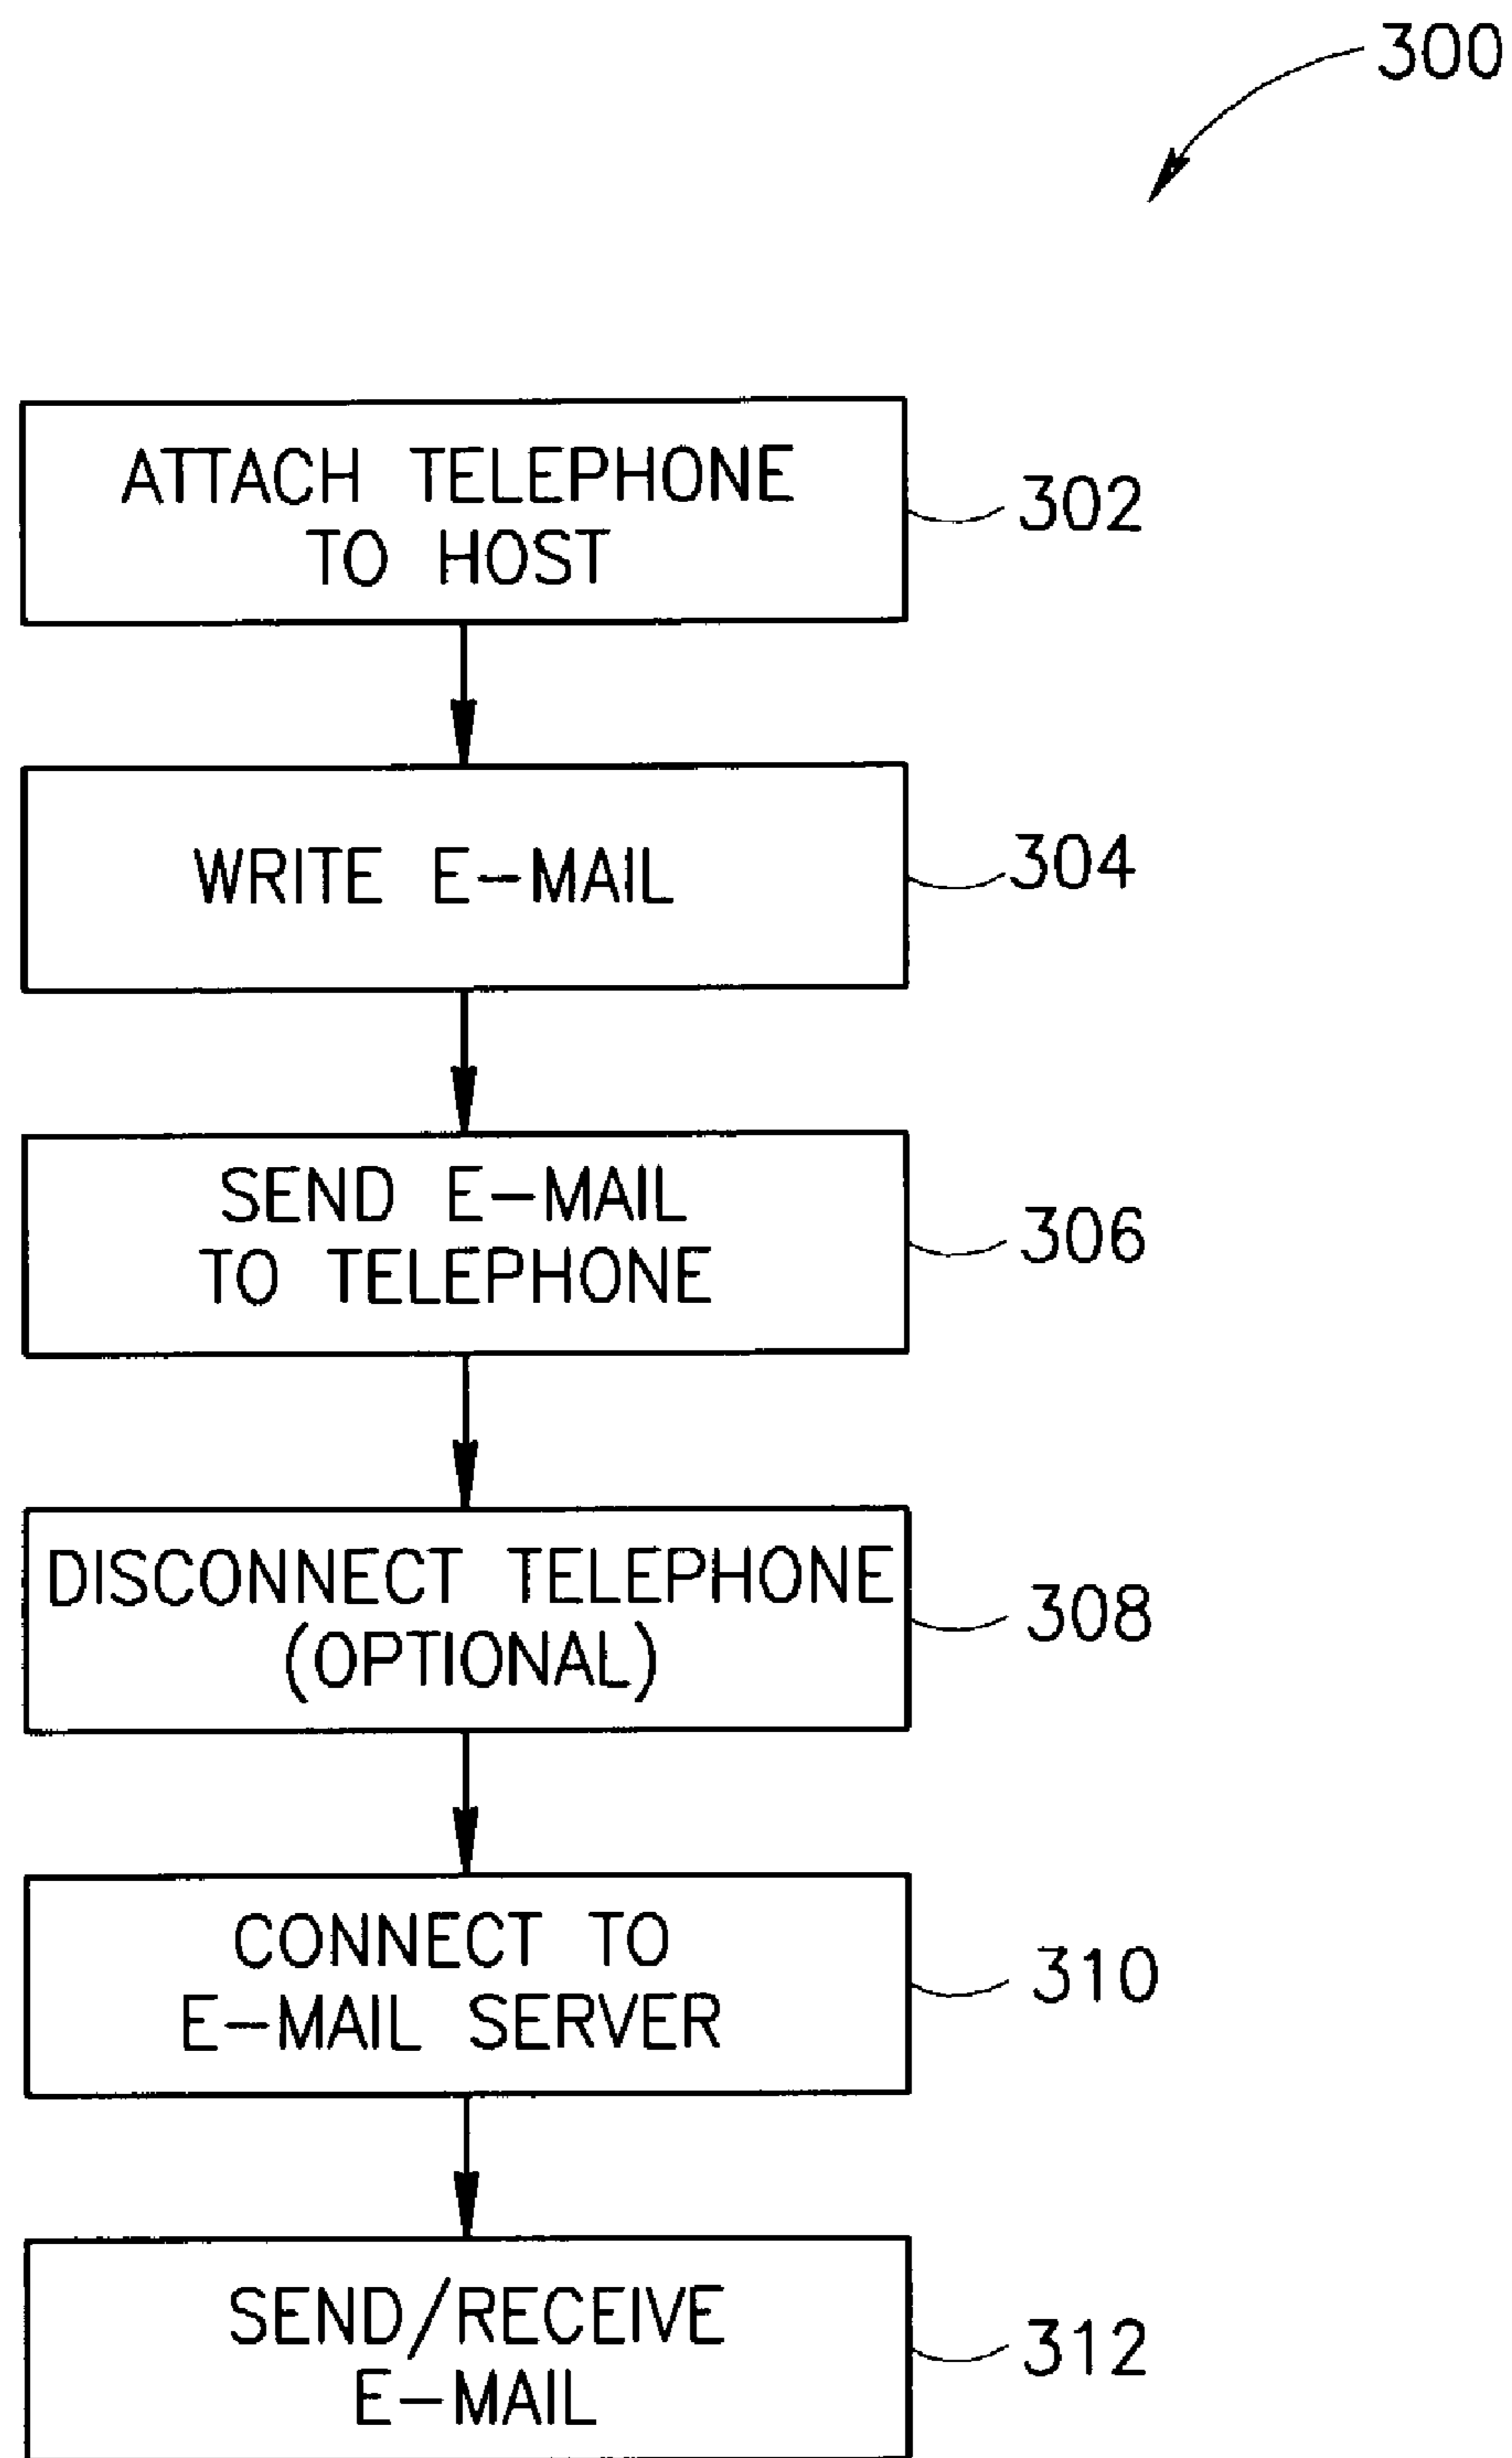 300
ATTACH TELEPHONE
TO HOST
302
WRITE E-MAIL
304
SEND E-MAIL
TO TELEPHONE
306
DISCONNECT TELEPHONE
(OPTIONAL)
308
CONNECT TO
E-MAIL SERVER
310
SEND/RECEIVE
E-MAIL
312